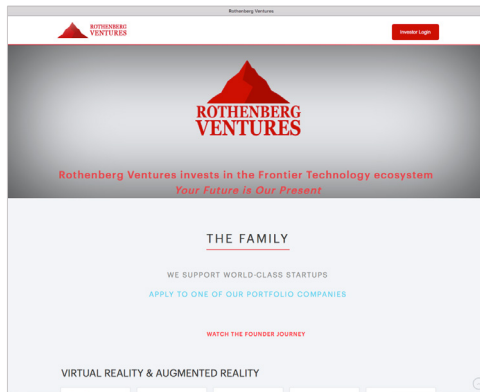 Rothenberg Ventures
ROTHENBERG
VENTURES
Investor Login
ROTHENBERG
VENTURES
Rothenberg Ventures invests in the Frontier Technology ecosystem
Your Future is Our Present
THE FAMILY
WE SUPPORT WORLD-CLASS STARTUPS
APPLY TO ONE OF OUR PORTFOLIO COMPANIES
WATCH THE FOUNDER JOURNEY
VIRTUAL REALITY & AUGMENTED REALITY